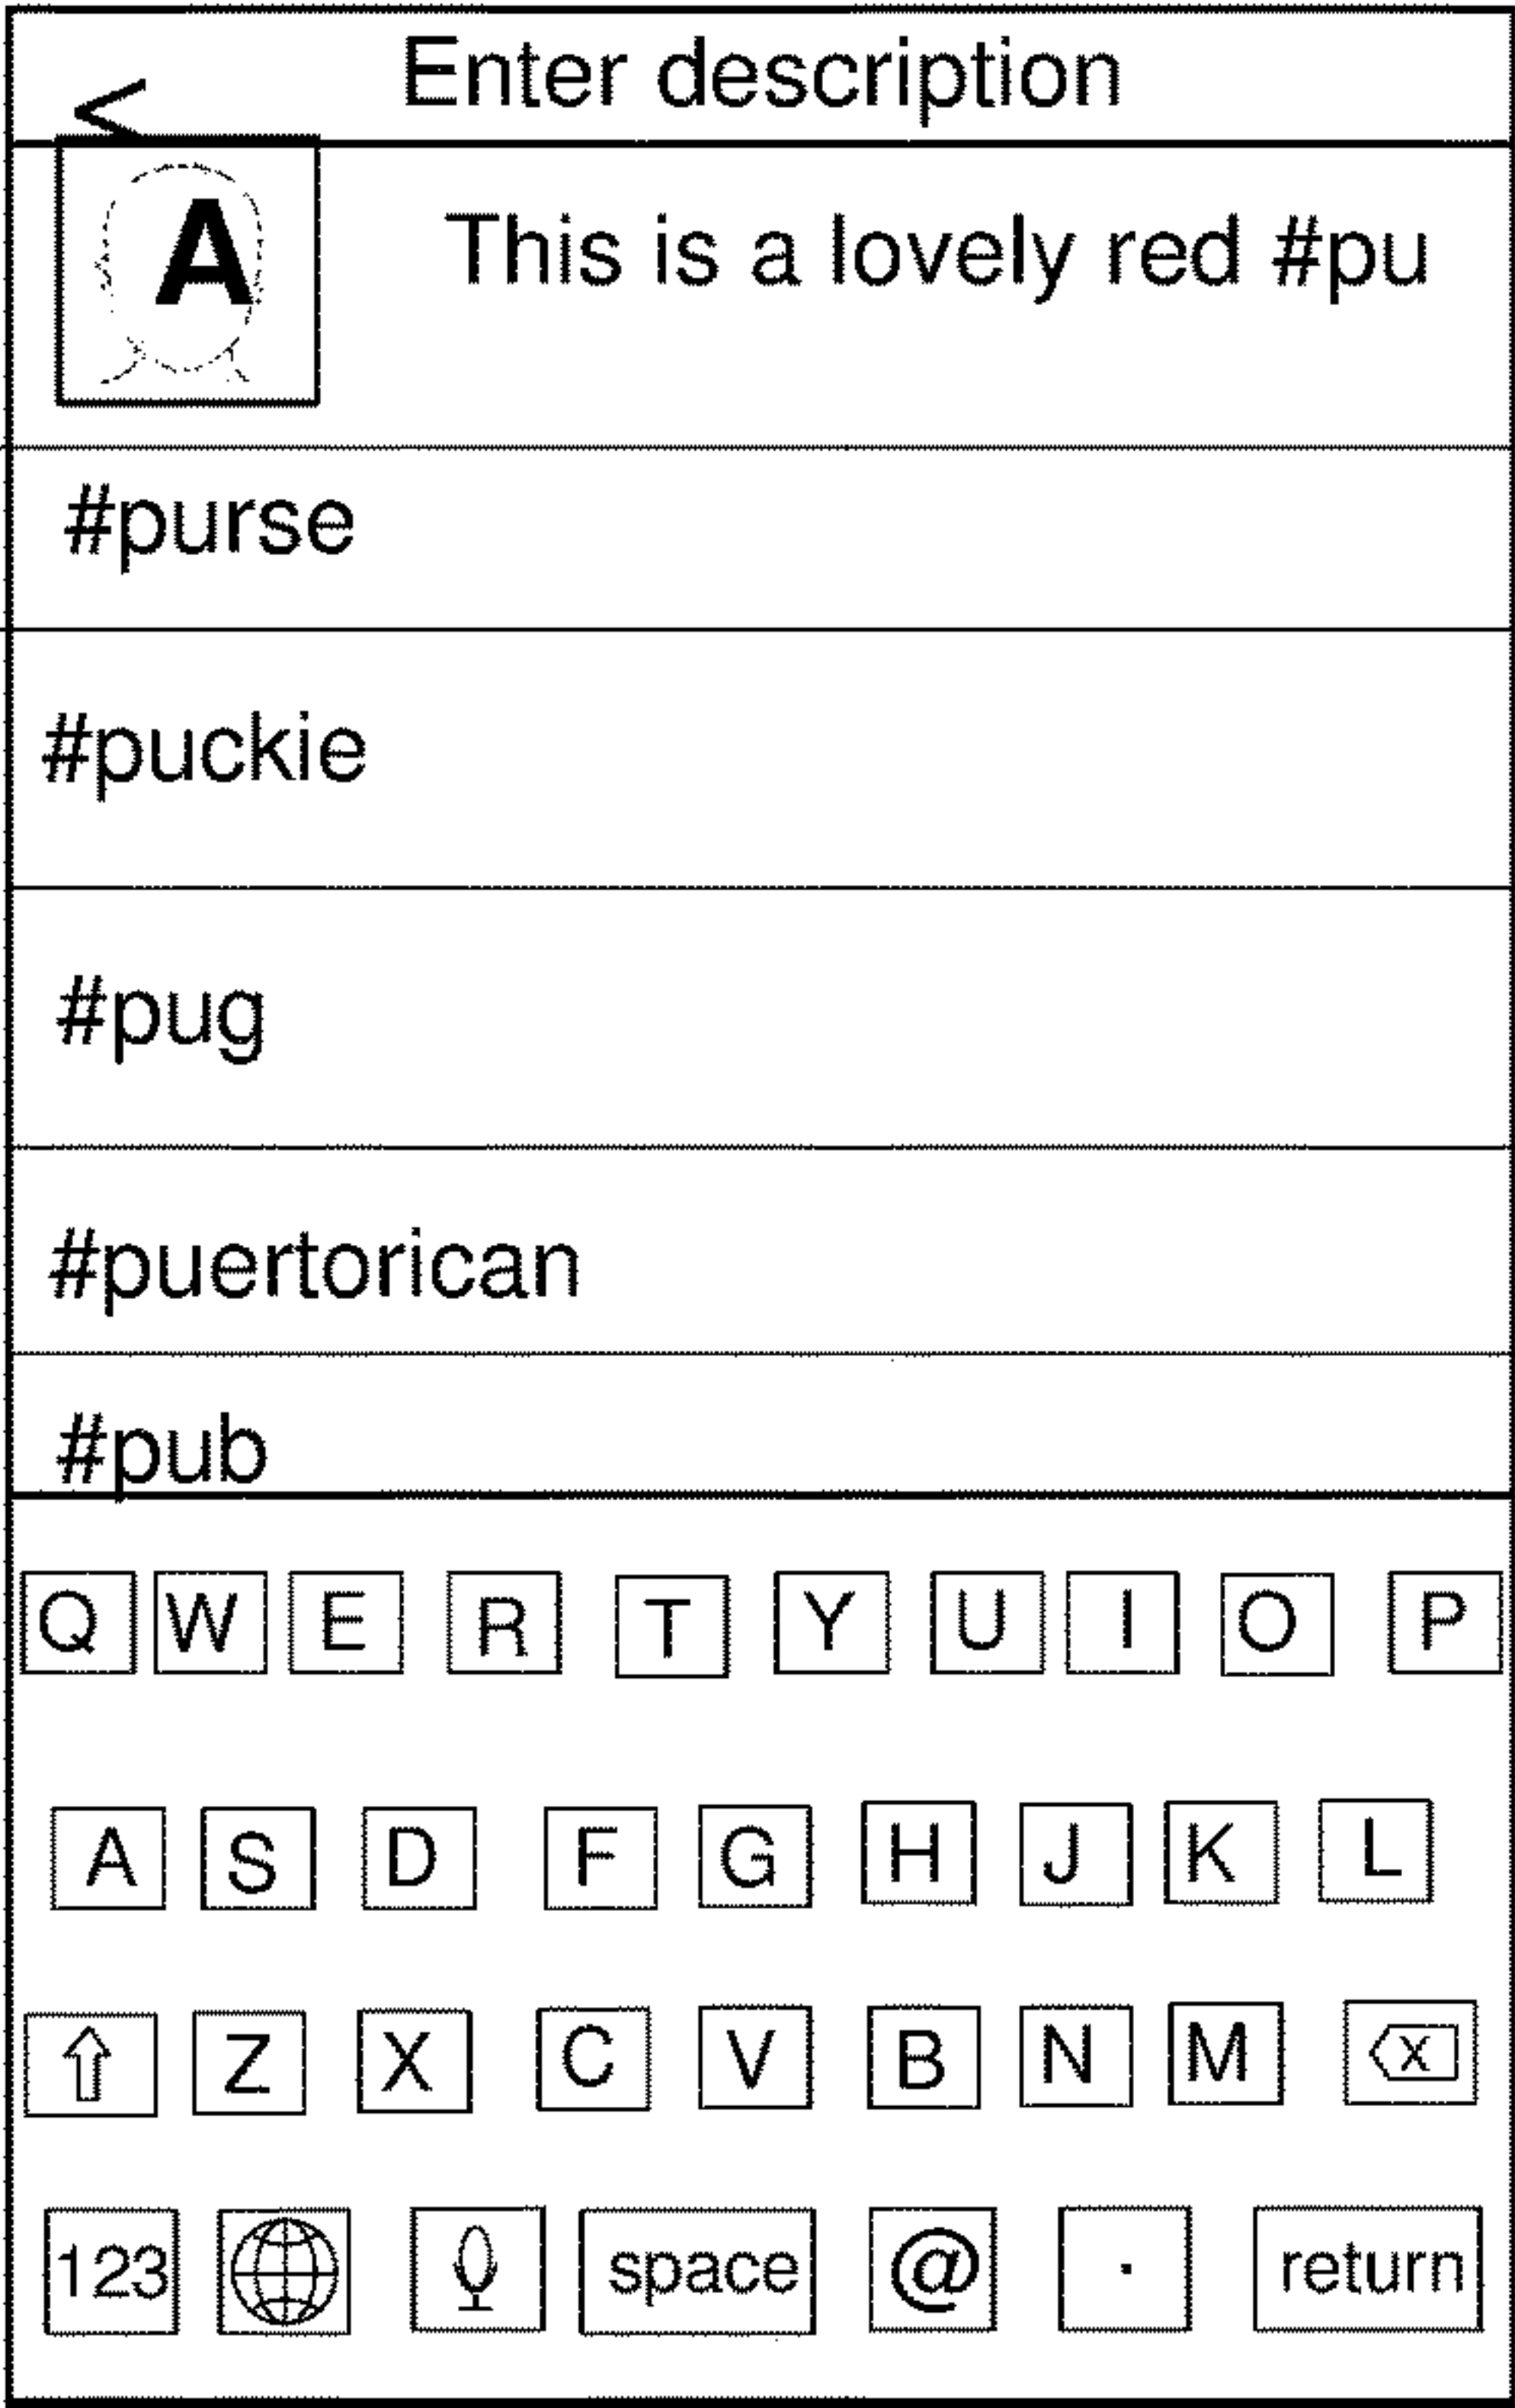 < Enter description
A This is a lovely red #pu
#purse
#puckie
#pug
#puertorican
#pub
Q W E R T Y U I O P
A S D F G H J K L
Z X C V B N M X
123 space @ . return